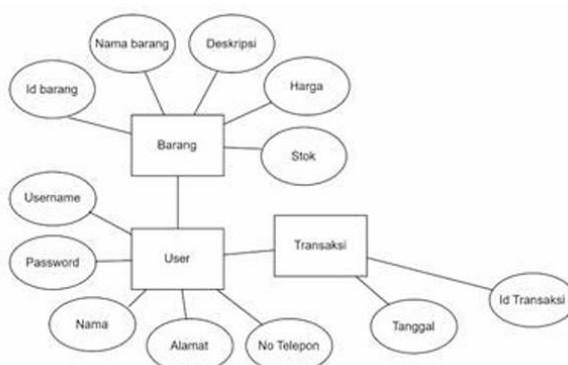 Nama barang
Deskripsi
Id barang
Harga
Barang
Stok
Username
User
Transaksi
Password
Id Transaksi
Nama
Tanggal
Alamat
No Telepon